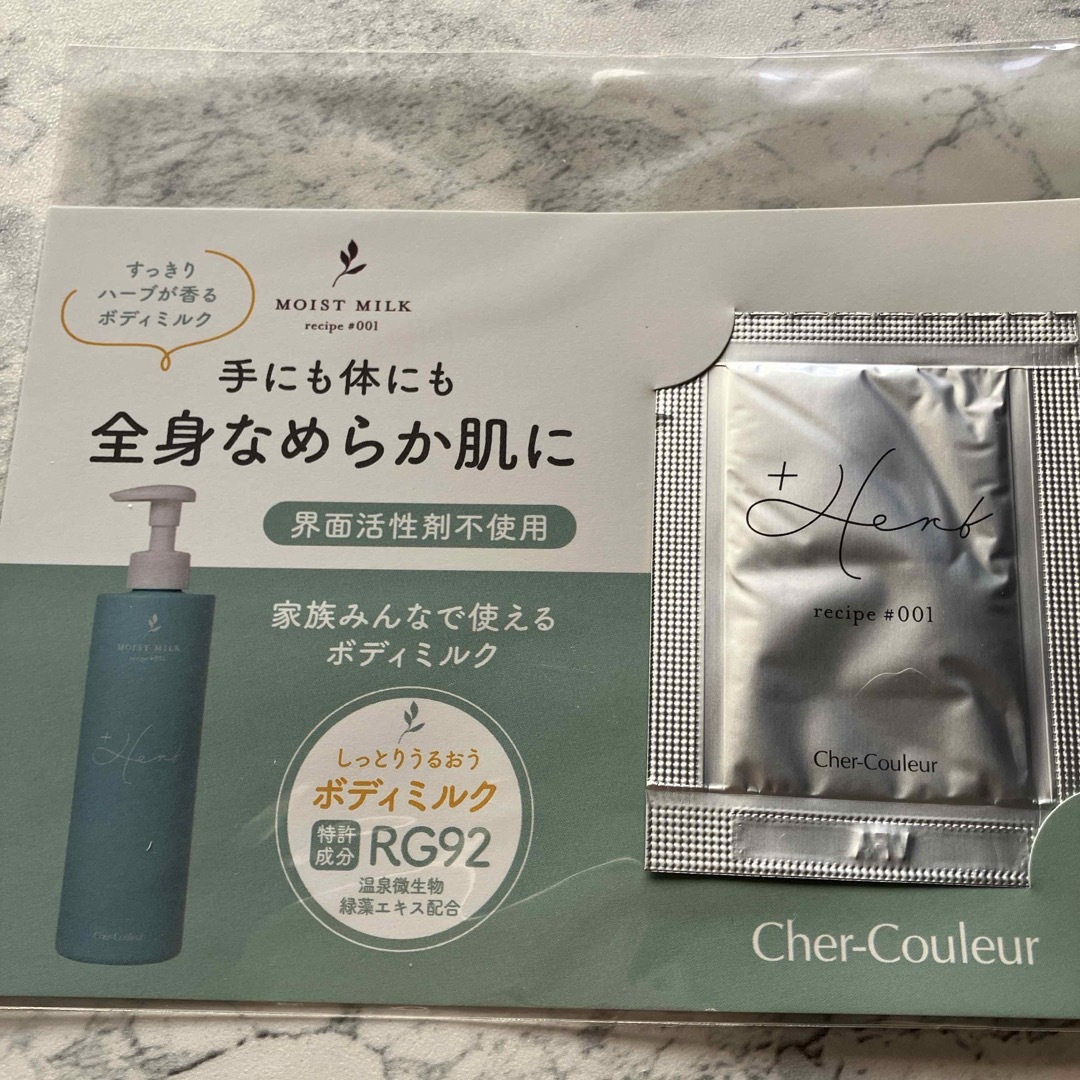 すっきり
ハーブが香る
ボディミルク
MOIST MILK
recipe #001
手にも体にも
全身なめらか肌に
界面活性剤不使用
家族みんなで使える
ボディミルク
しっとりうるおう
ボディミルク
特許
成分
RG92
温泉微生物
緑藻エキス配合
MOIST MILK
recipe #001
+Herb
Cher-Couleur
+Herb
recipe #001
Cher-Couleur
Cher-Couleur